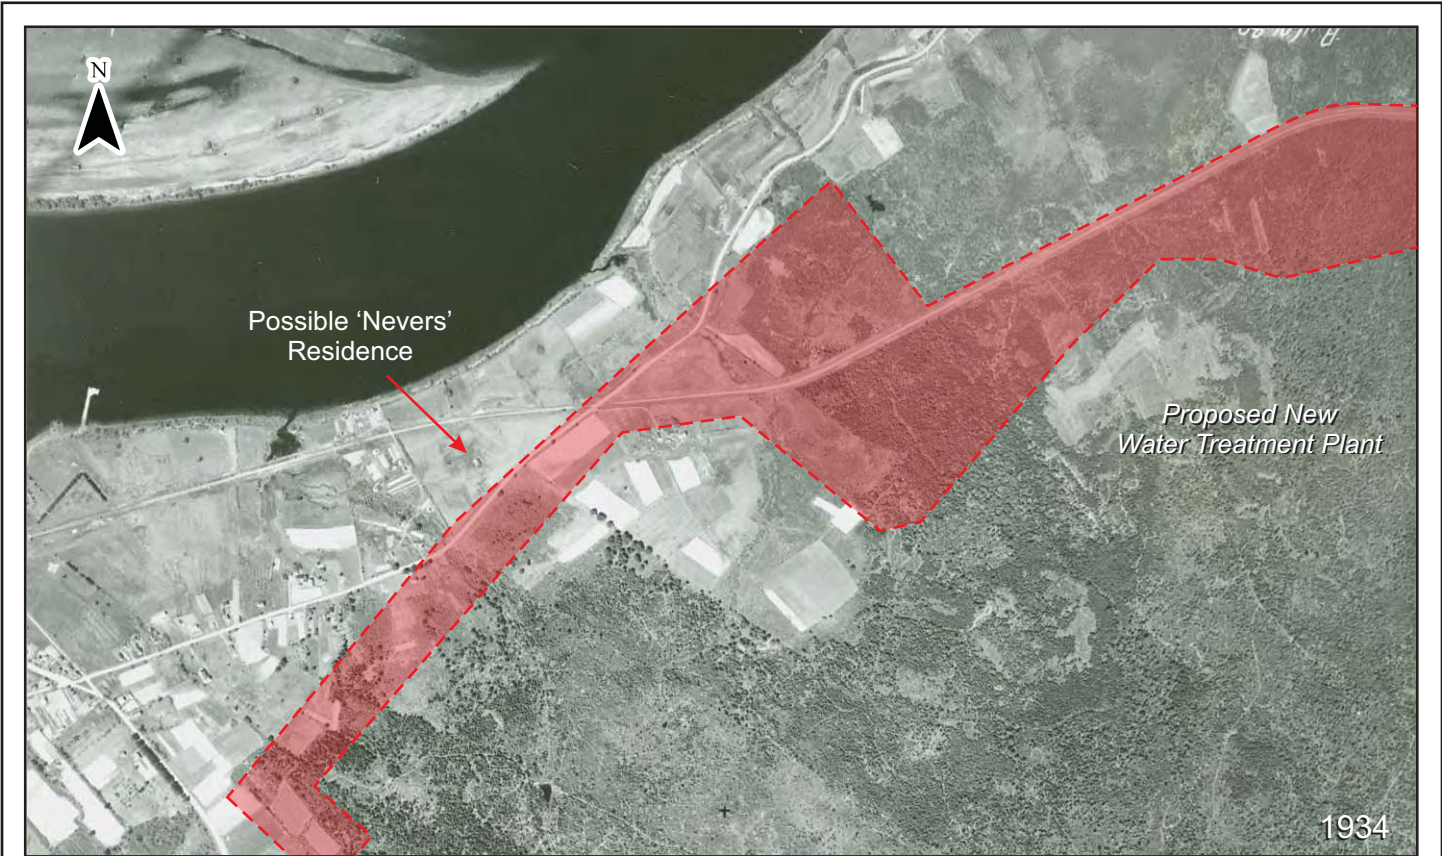 N
Possible ‘Nevers’
Residence
Proposed New
Water Treatment Plant
1934